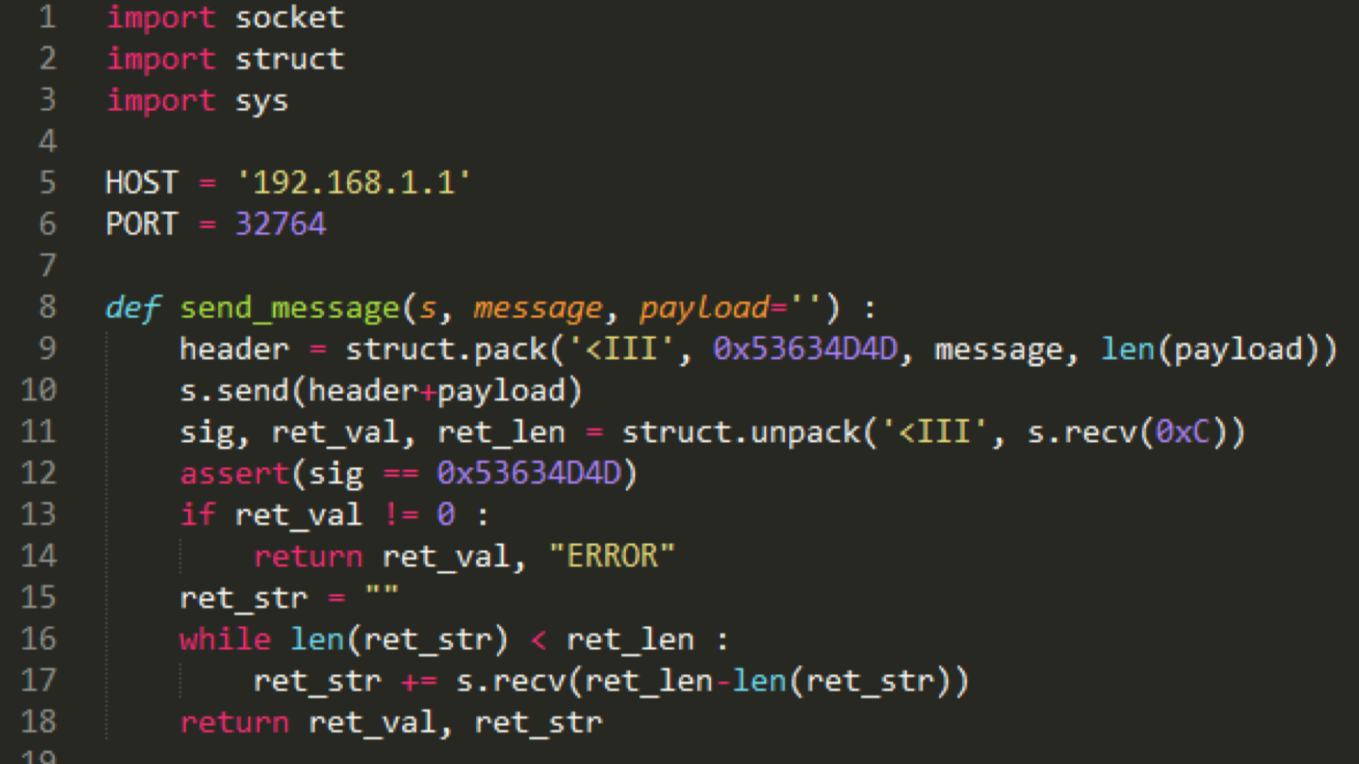 1 import socket
2 import struct
3 import sys
4
5 HOST = '192.168.1.1'
6 PORT = 32764
7
8 def send_message(s, message, payload='') :
9     header = struct.pack('<III', 0x53634D4D, message, len(payload))
10     s.send(header+payload)
11     sig, ret_val, ret_len = struct.unpack('<III', s.recv(0xC))
12     assert(sig == 0x53634D4D)
13     if ret_val != 0 :
14         return ret_val, "ERROR"
15     ret_str = ""
16     while len(ret_str) < ret_len :
17         ret_str += s.recv(ret_len-len(ret_str))
18     return ret_val, ret_str
19